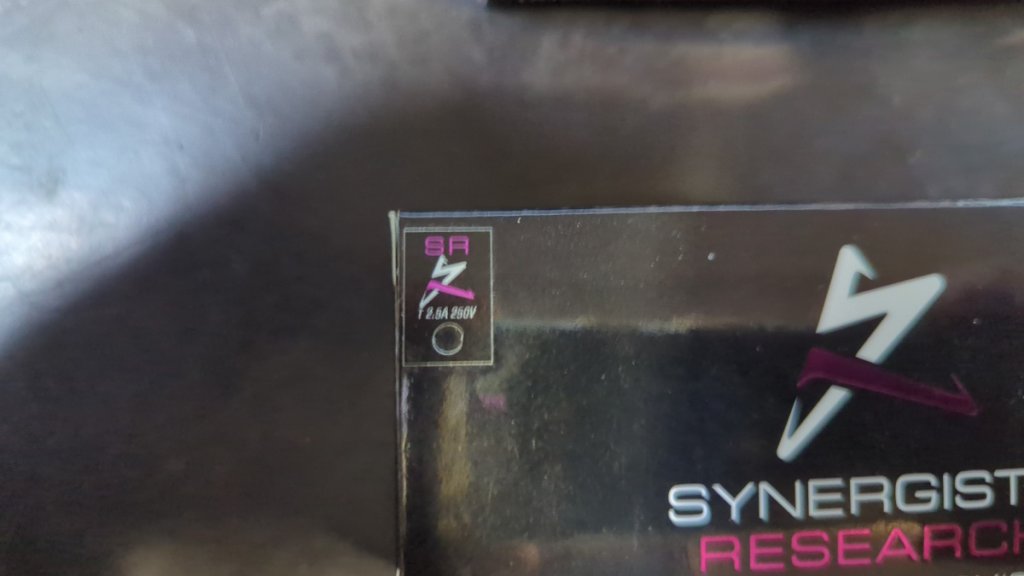 SR
T 2.5A 250V
SYNERGIST
RESEARCH